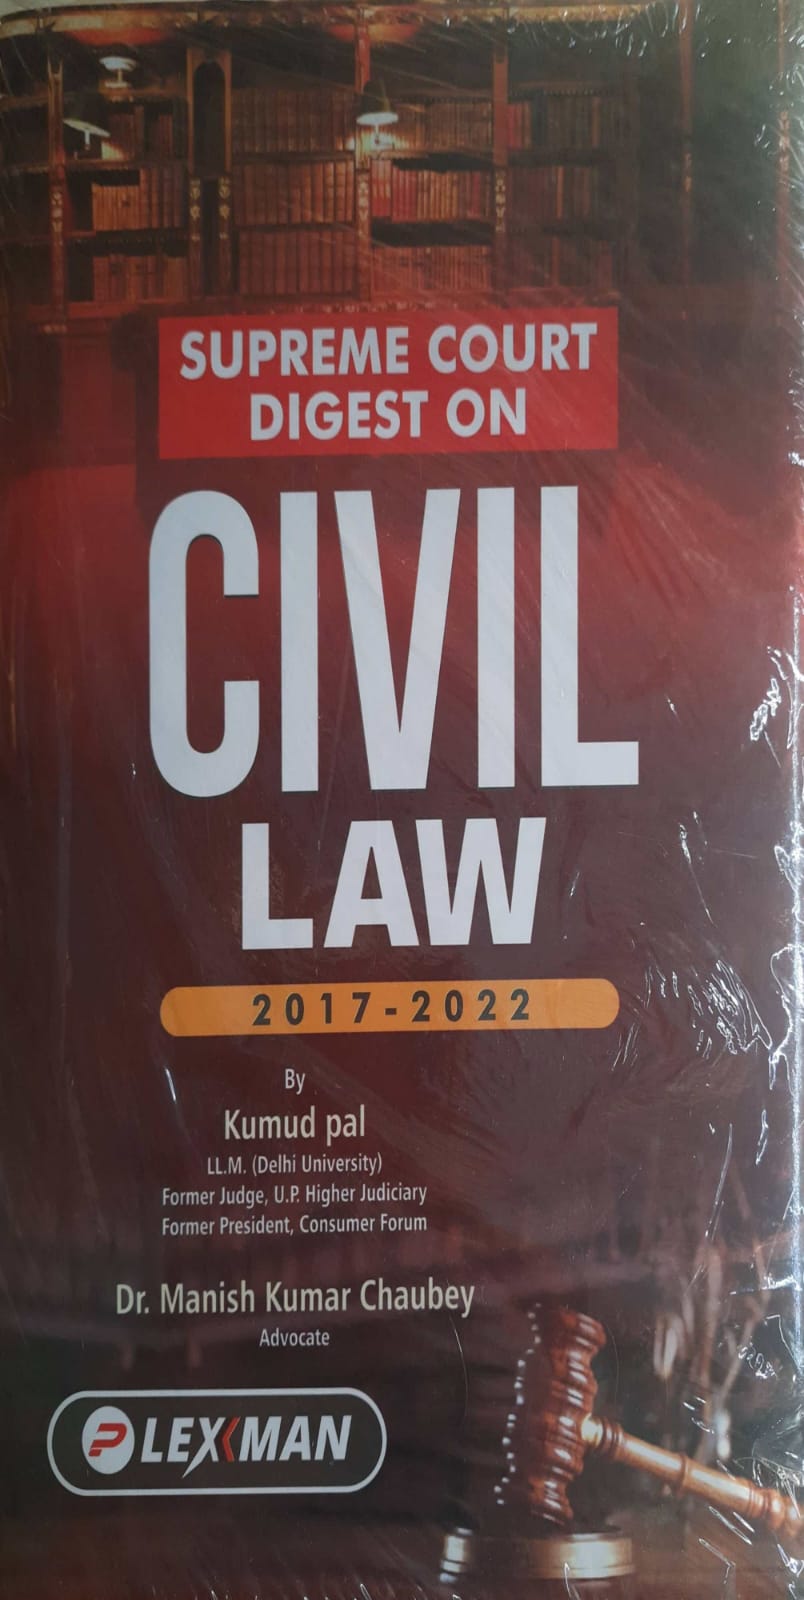 SUPREME COURT
DIGEST ON
CIVIL
LAW
2017-2022
By
Kumud pal
LL.M. (Delhi University)
Former Judge, U.P. Higher Judiciary
Former President, Consumer Forum
Dr. Manish Kumar Chaubey
Advocate
LEXMAN